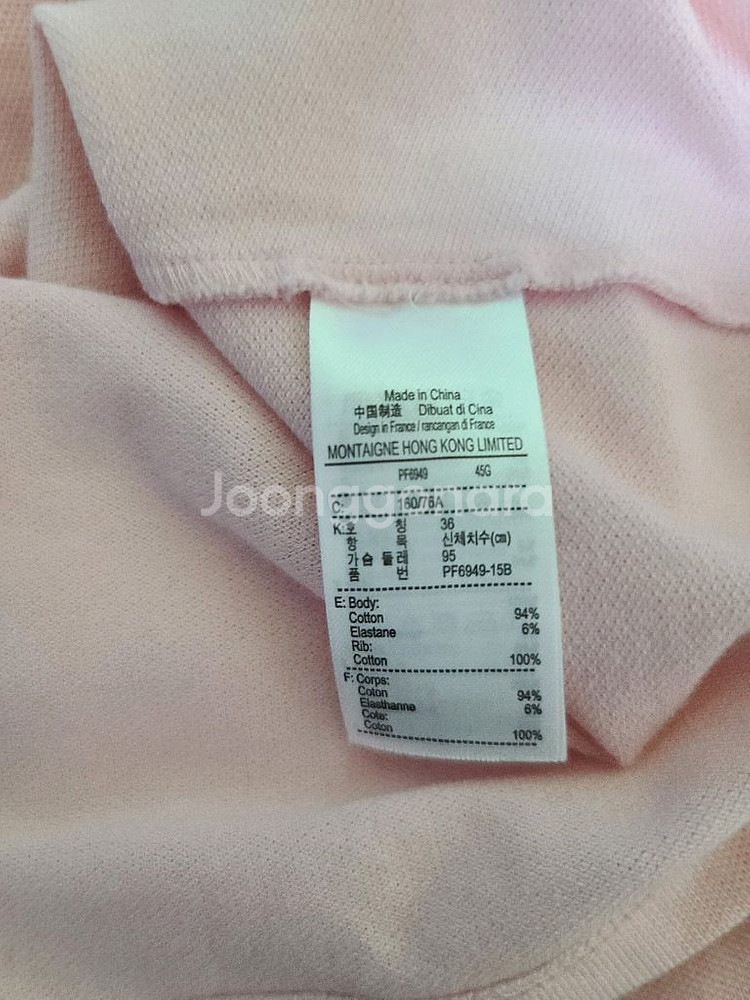 Made in China
中国制造 Dibuat di Cina
Design in France / rancangan di France
MONTAIGNE HONG KONG LIMITED
PF6949 45G
Joonggonara
C: 160/76A
K:호 칭 36
항 목 신체치수(㎝)
가슴 둘레 95
품 번 PF6949-15B
E: Body:
Cotton 94%
Elastane 6%
Rib:
Cotton 100%
F: Corps:
Coton 94%
Elasthanne 6%
Cote:
Coton 100%